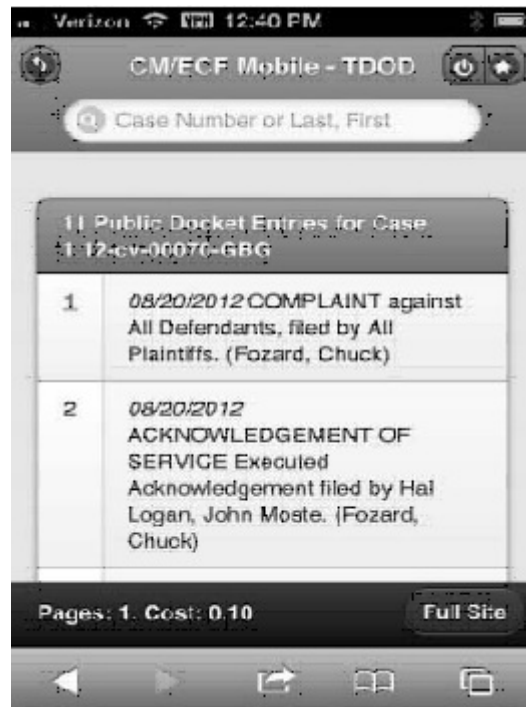 Verizon VPN 12:40 PM
CM/ECF Mobile - TDOD
Case Number or Last, First
11 Public Docket Entries for Case
1:12-cv-00070-GBG
1 08/20/2012 COMPLAINT against
All Defendants, filed by All
Plaintiffs. (Fozard, Chuck)
2 08/20/2012
ACKNOWLEDGEMENT OF
SERVICE Executed
Acknowledgement filed by Hal
Logan, John Moste. (Fozard,
Chuck)
Pages: 1. Cost: 0.10
Full Site